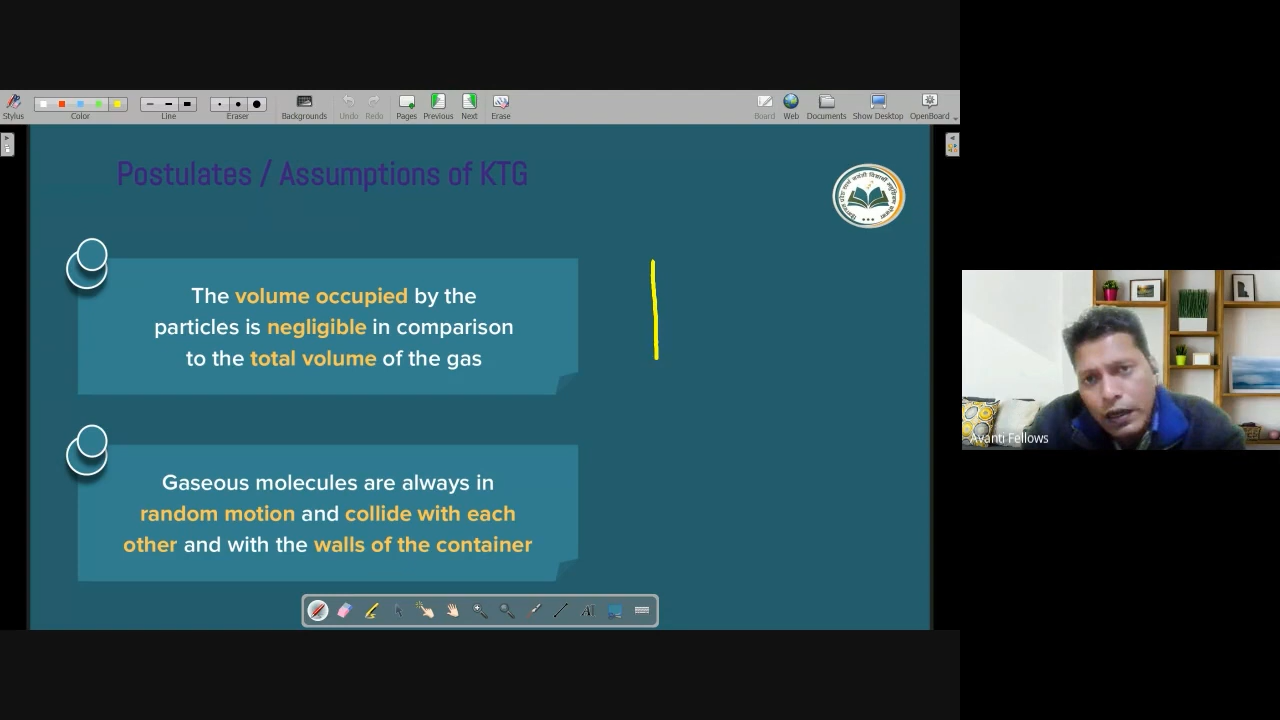 Stylus
Color
Line
Eraser
Backgrounds
Undo
Redo
Pages
Previous
Next
Erase
Board
Web
Documents
Show Desktop
OpenBoard
Postulates / Assumptions of KTG
The volume occupied by the
particles is negligible in comparison
to the total volume of the gas
Gaseous molecules are always in
random motion and collide with each
other and with the walls of the container
Avanti Fellows